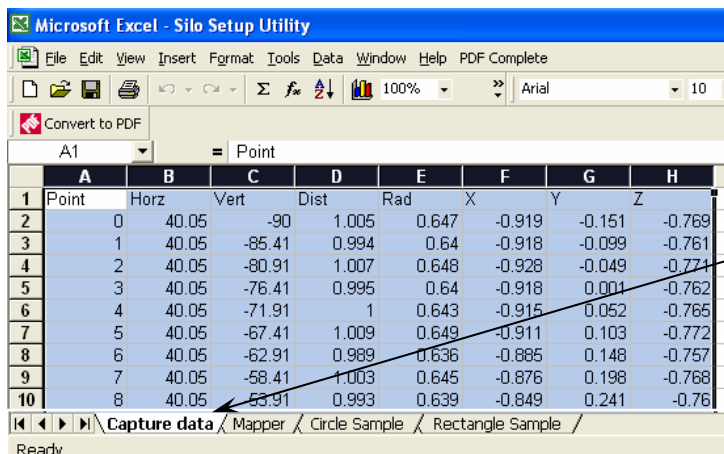 Microsoft Excel - Silo Setup Utility
File Edit View Insert Format Tools Data Window Help PDF Complete
Σ fx 100% » Arial 10
Convert to PDF
A1 = Point
A B C D E F G H
1 Point Horz Vert Dist Rad X Y Z
2 0 40.05 -90 1.005 0.647 -0.919 -0.151 -0.769
3 1 40.05 -85.41 0.994 0.64 -0.918 -0.099 -0.761
4 2 40.05 -80.91 1.007 0.648 -0.928 -0.049 -0.771
5 3 40.05 -76.41 0.995 0.64 -0.918 0.001 -0.762
6 4 40.05 -71.91 1 0.643 -0.915 0.052 -0.765
7 5 40.05 -67.41 1.009 0.649 -0.911 0.103 -0.772
8 6 40.05 -62.91 0.989 0.636 -0.885 0.148 -0.757
9 7 40.05 -58.41 1.003 0.645 -0.876 0.198 -0.768
10 8 40.05 -53.91 0.993 0.639 -0.849 0.241 -0.76
Capture data / Mapper / Circle Sample / Rectangle Sample /
Ready